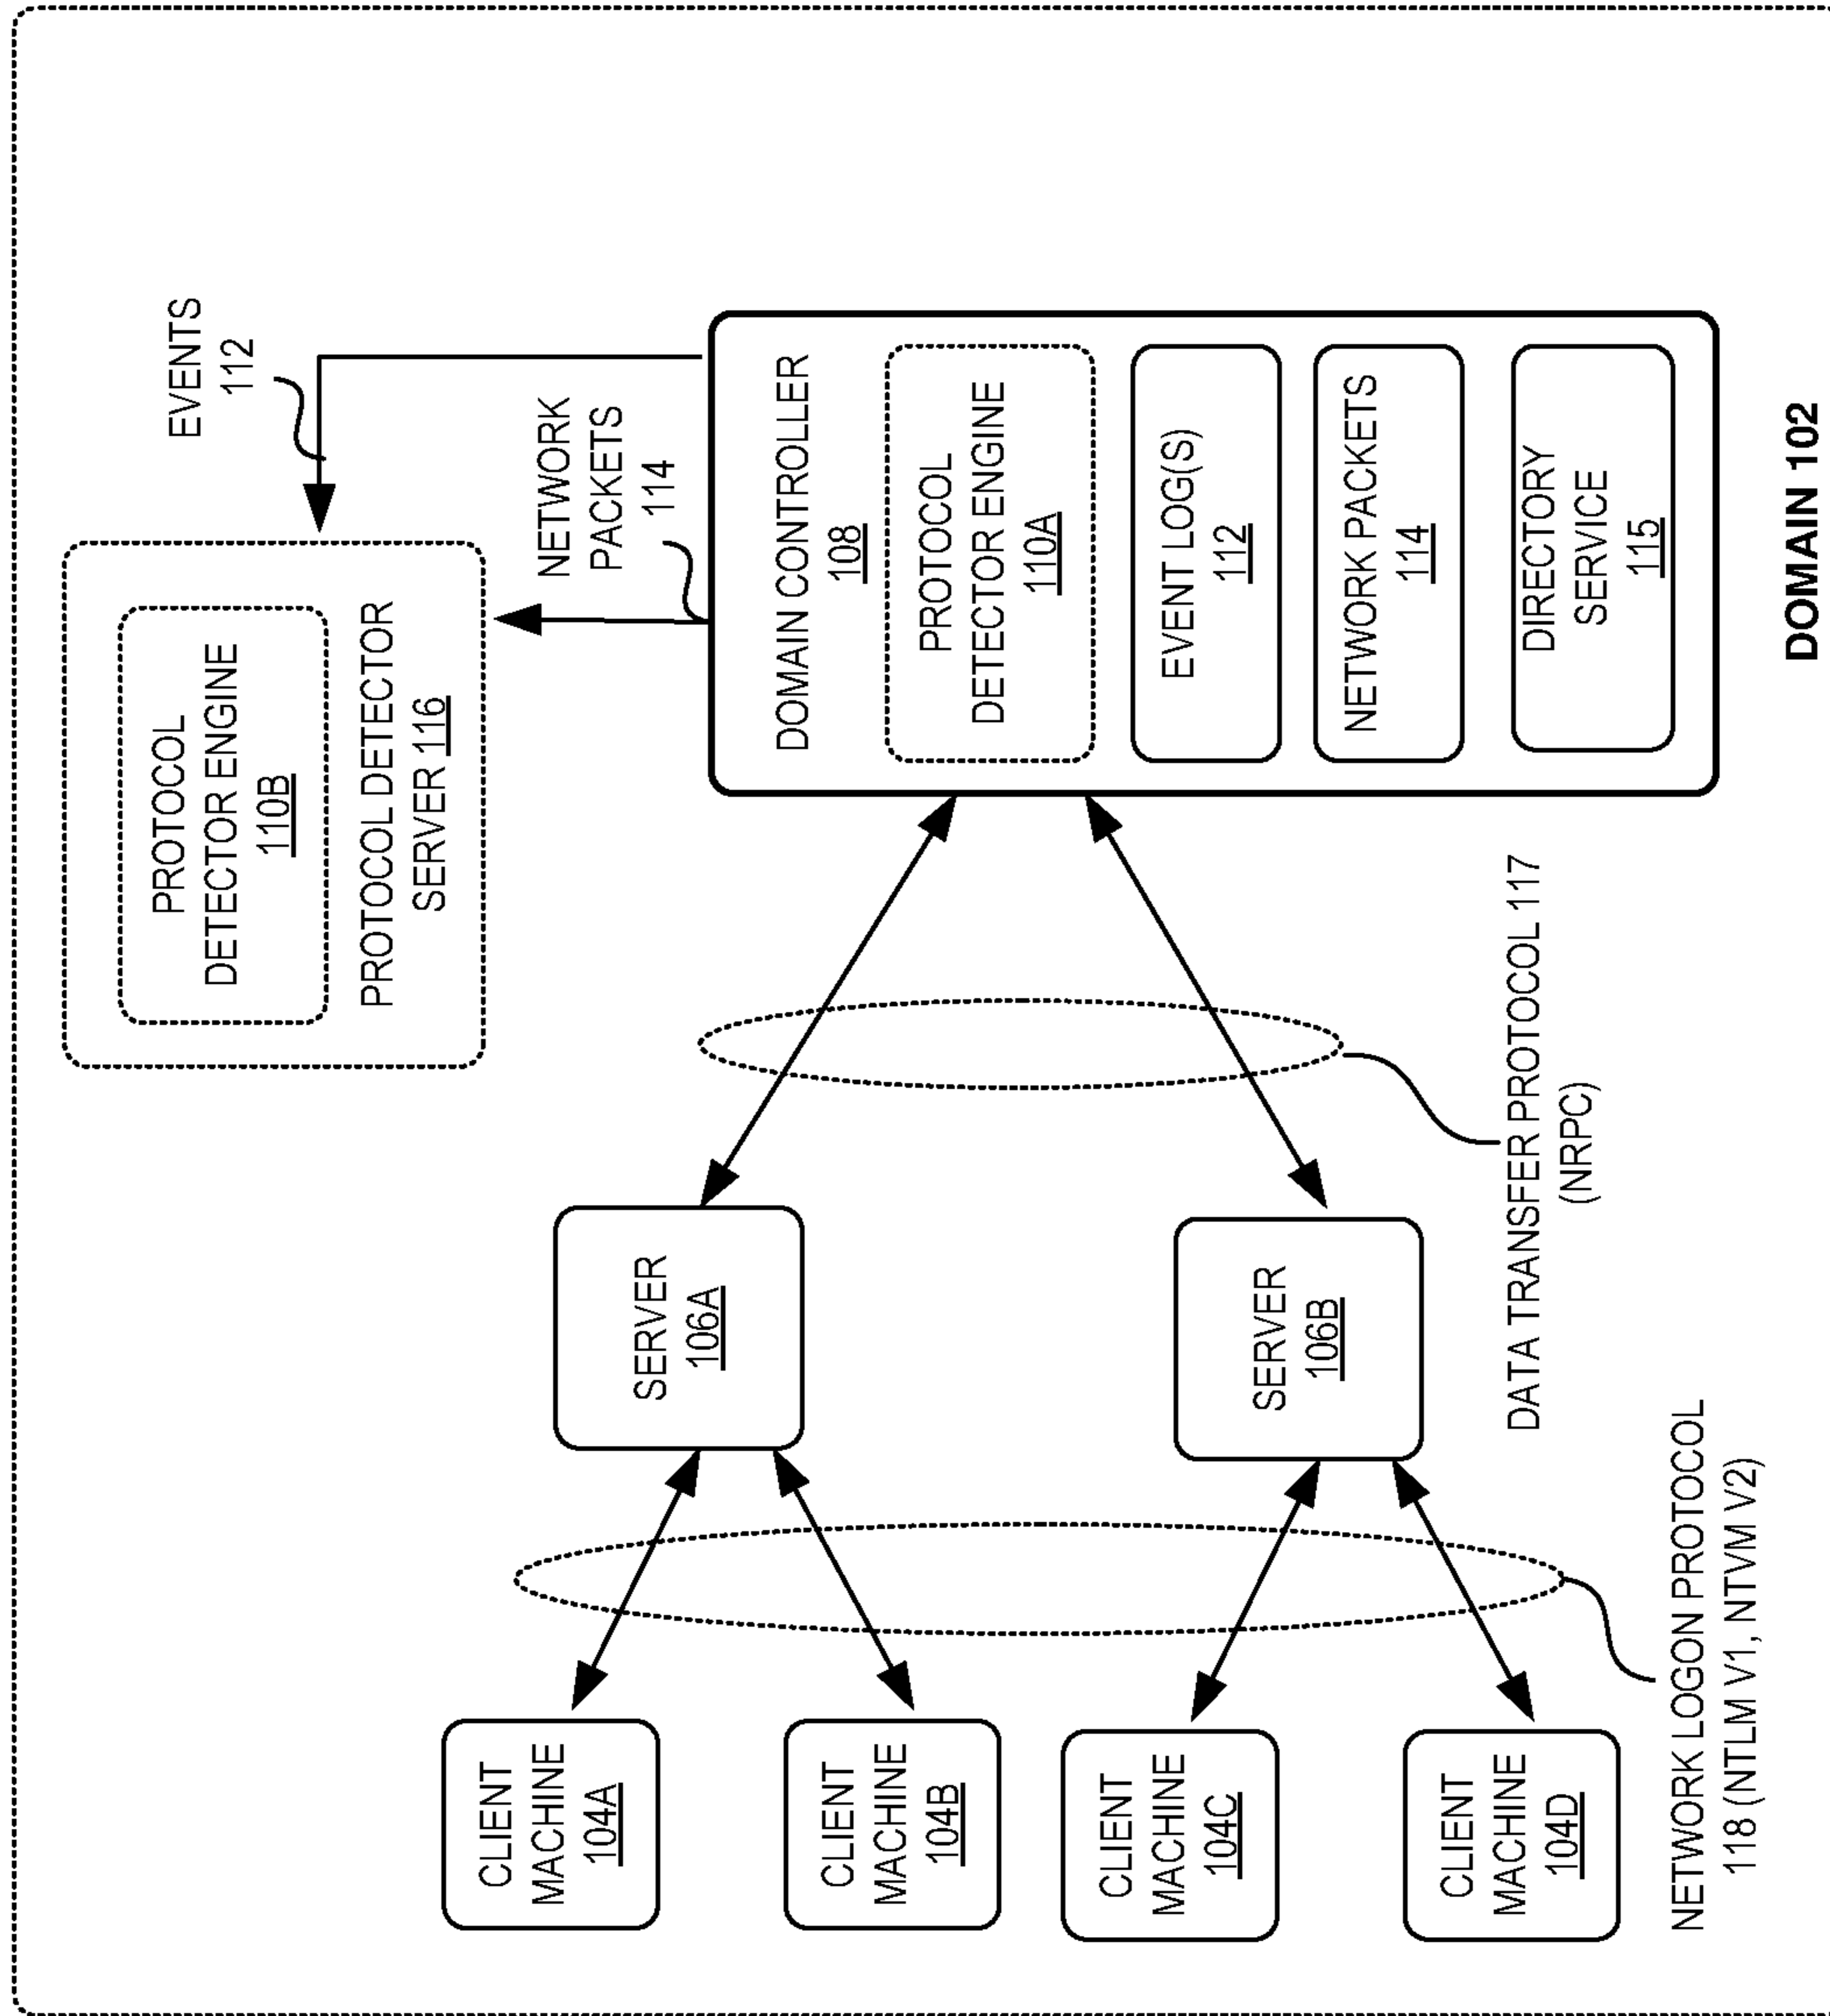 PROTOCOL
DETECTOR ENGINE
110B
PROTOCOL DETECTOR
SERVER 116
EVENTS
112
NETWORK
PACKETS
114
CLIENT
MACHINE
104A
CLIENT
MACHINE
104B
CLIENT
MACHINE
104C
CLIENT
MACHINE
104D
SERVER
106A
SERVER
106B
DOMAIN CONTROLLER
108
PROTOCOL
DETECTOR ENGINE
110A
EVENT LOG(S)
112
NETWORK PACKETS
114
DIRECTORY
SERVICE
115
DATA TRANSFER PROTOCOL 117
(NRPC)
NETWORK LOGON PROTOCOL
118 (NTLM V1, NTVM V2)
DOMAIN 102